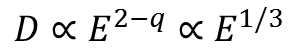 D ∝ E^{2−q} ∝ E^{1/3}